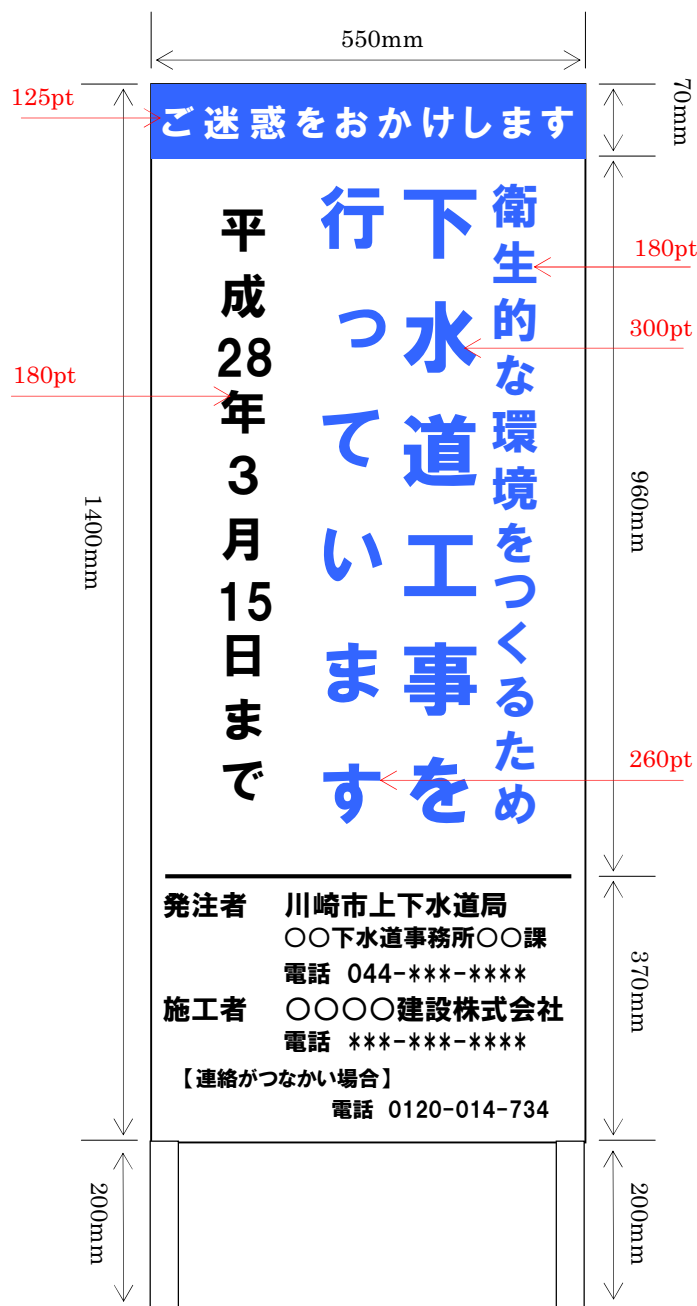 550mm
125pt
70mm
ご迷惑をおかけします
衛生的な環境をつくるため
下水道工事を
行っています
平成28年3月15日まで
180pt
300pt
180pt
260pt
1400mm
960mm
発注者 川崎市上下水道局
○○下水道事務所○○課
電話 044-***-****
施工者 ○○○○建設株式会社
電話 ***-***-****
【連絡がつなかい場合】
電話 0120-014-734
370mm
200mm
200mm